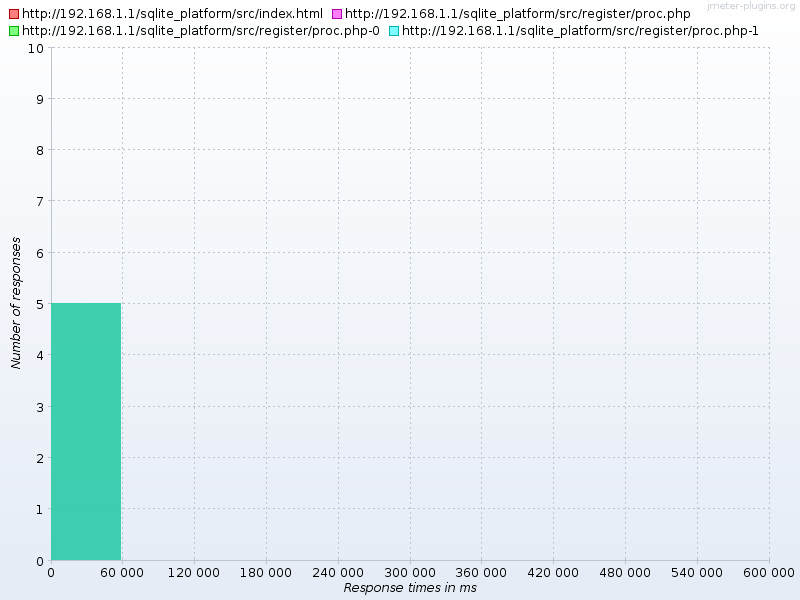 jmeter-plugins.org
http://192.168.1.1/sqlite_platform/src/index.html http://192.168.1.1/sqlite_platform/src/register/proc.php
http://192.168.1.1/sqlite_platform/src/register/proc.php-0 http://192.168.1.1/sqlite_platform/src/register/proc.php-1
10
9
8
7
6
5
4
3
2
1
0
Number of responses
0 60 000 120 000 180 000 240 000 300 000 360 000 420 000 480 000 540 000 600 000
Response times in ms